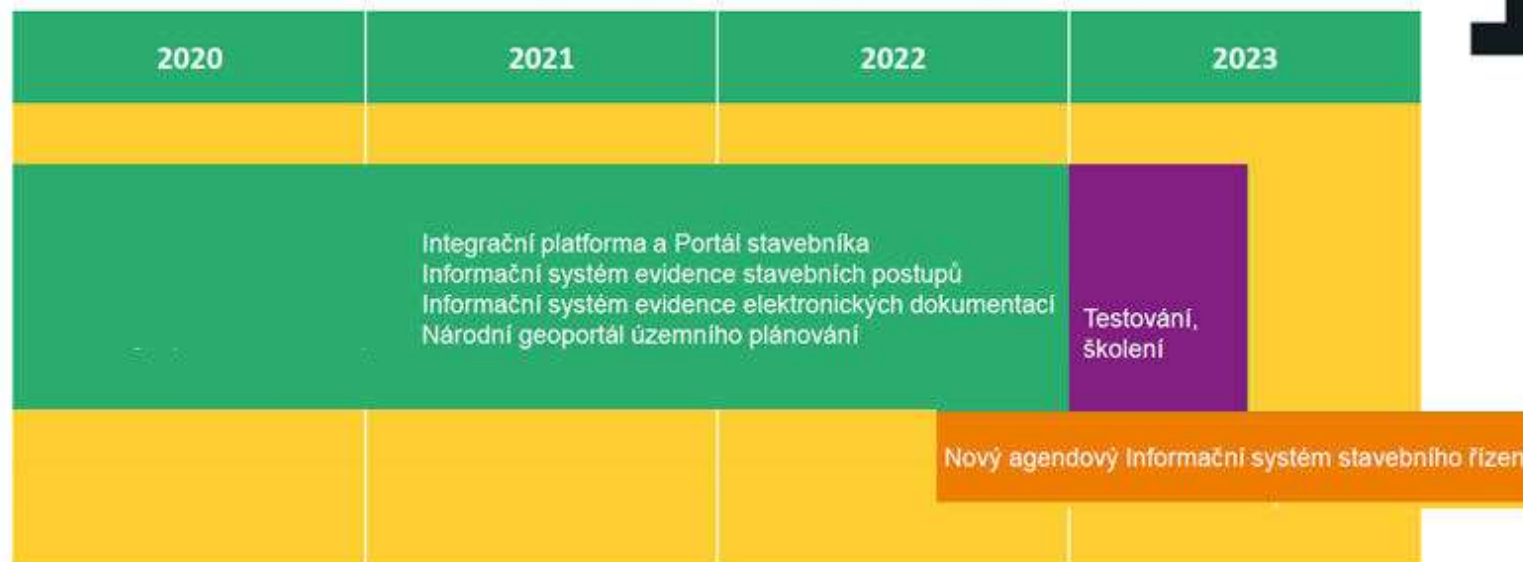 2020
2021
2022
2023
Integrační platforma a Portál stavebníka
Informační systém evidence stavebních postupů
Informační systém evidence elektronických dokumentací
Národní geoportál územního plánování
Testování,
školení
Nový agendový Informační systém stavebního řízen